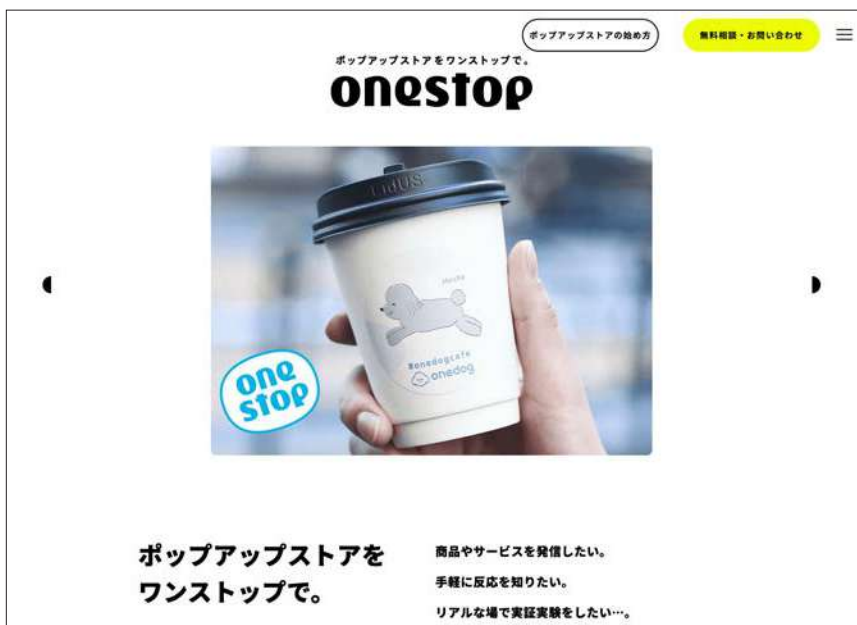 ポップアップストアの始め方
無料相談・お問い合わせ
ポップアップストアをワンストップで。
onestop
LidUS
#onedogcafe
onedog
one
stop
ポップアップストアを
ワンストップで。
商品やサービスを発信したい。
手軽に反応を知りたい。
リアルな場で実証実験をしたい…。